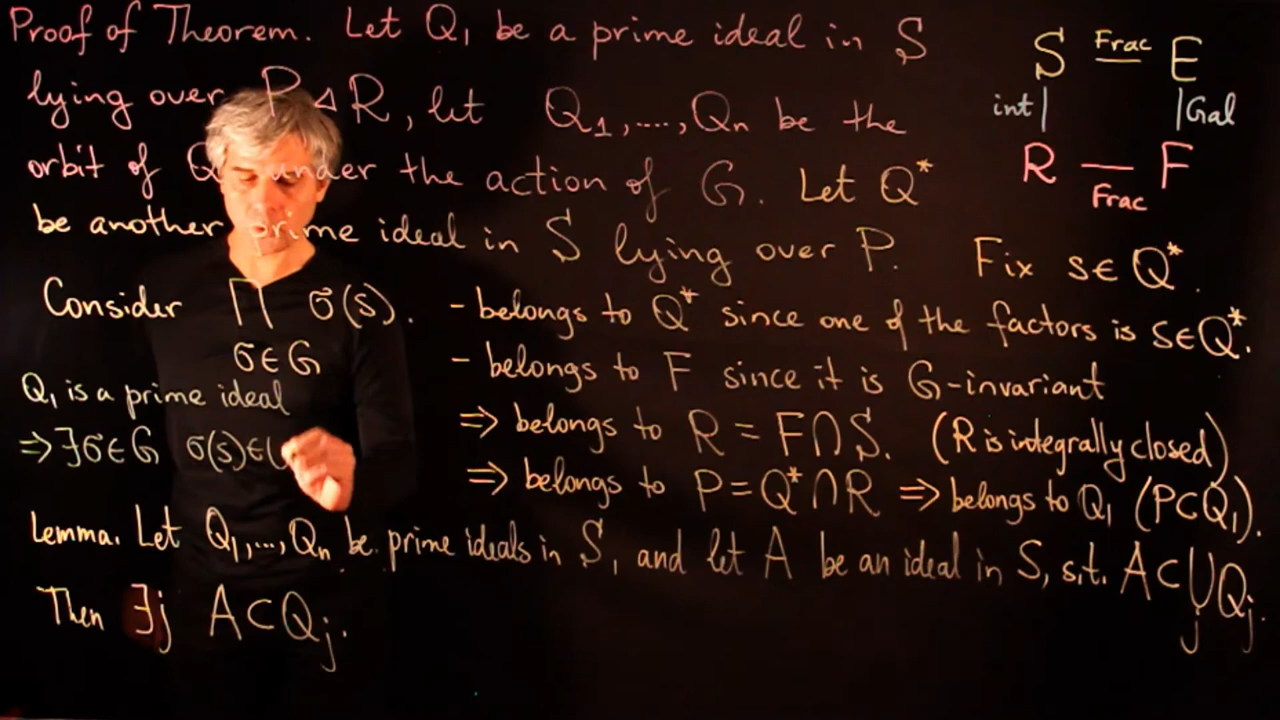 Proof of Theorem. Let Q₁ be a prime ideal in S
lying over P ◁ R, let Q₁,....,Qₙ be the
orbit of Q under the action of G. Let Q*
be another prime ideal in S lying over P. Fix s∈Q*.
Consider ∏ σ(s). - belongs to Q* since one of the factors is s∈Q*.
σ∈G
- belongs to F since it is G-invariant
Q₁ is a prime ideal
⇒ belongs to R = F∩S. (R is integrally closed)
⇒ ∃σ∈G σ(s)∈
⇒ belongs to P=Q*∩R ⇒ belongs to Q₁ (P⊂Q₁).
Lemma. Let Q₁,...,Qₙ be prime ideals in S, and let A be an ideal in S, s.t. A⊂⋃Qⱼ.
j
Then ∃j A⊂Qⱼ.
S Frac E
int | | Gal
R — F
Frac